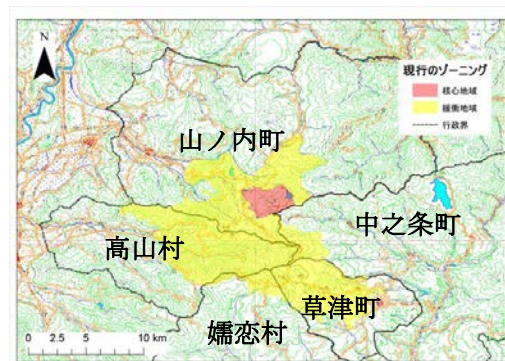 N
現行のゾーニング
核心地域
緩衝地域
行政界
山ノ内町
中之条町
高山村
草津町
嬬恋村
0 2.5 5 10 km